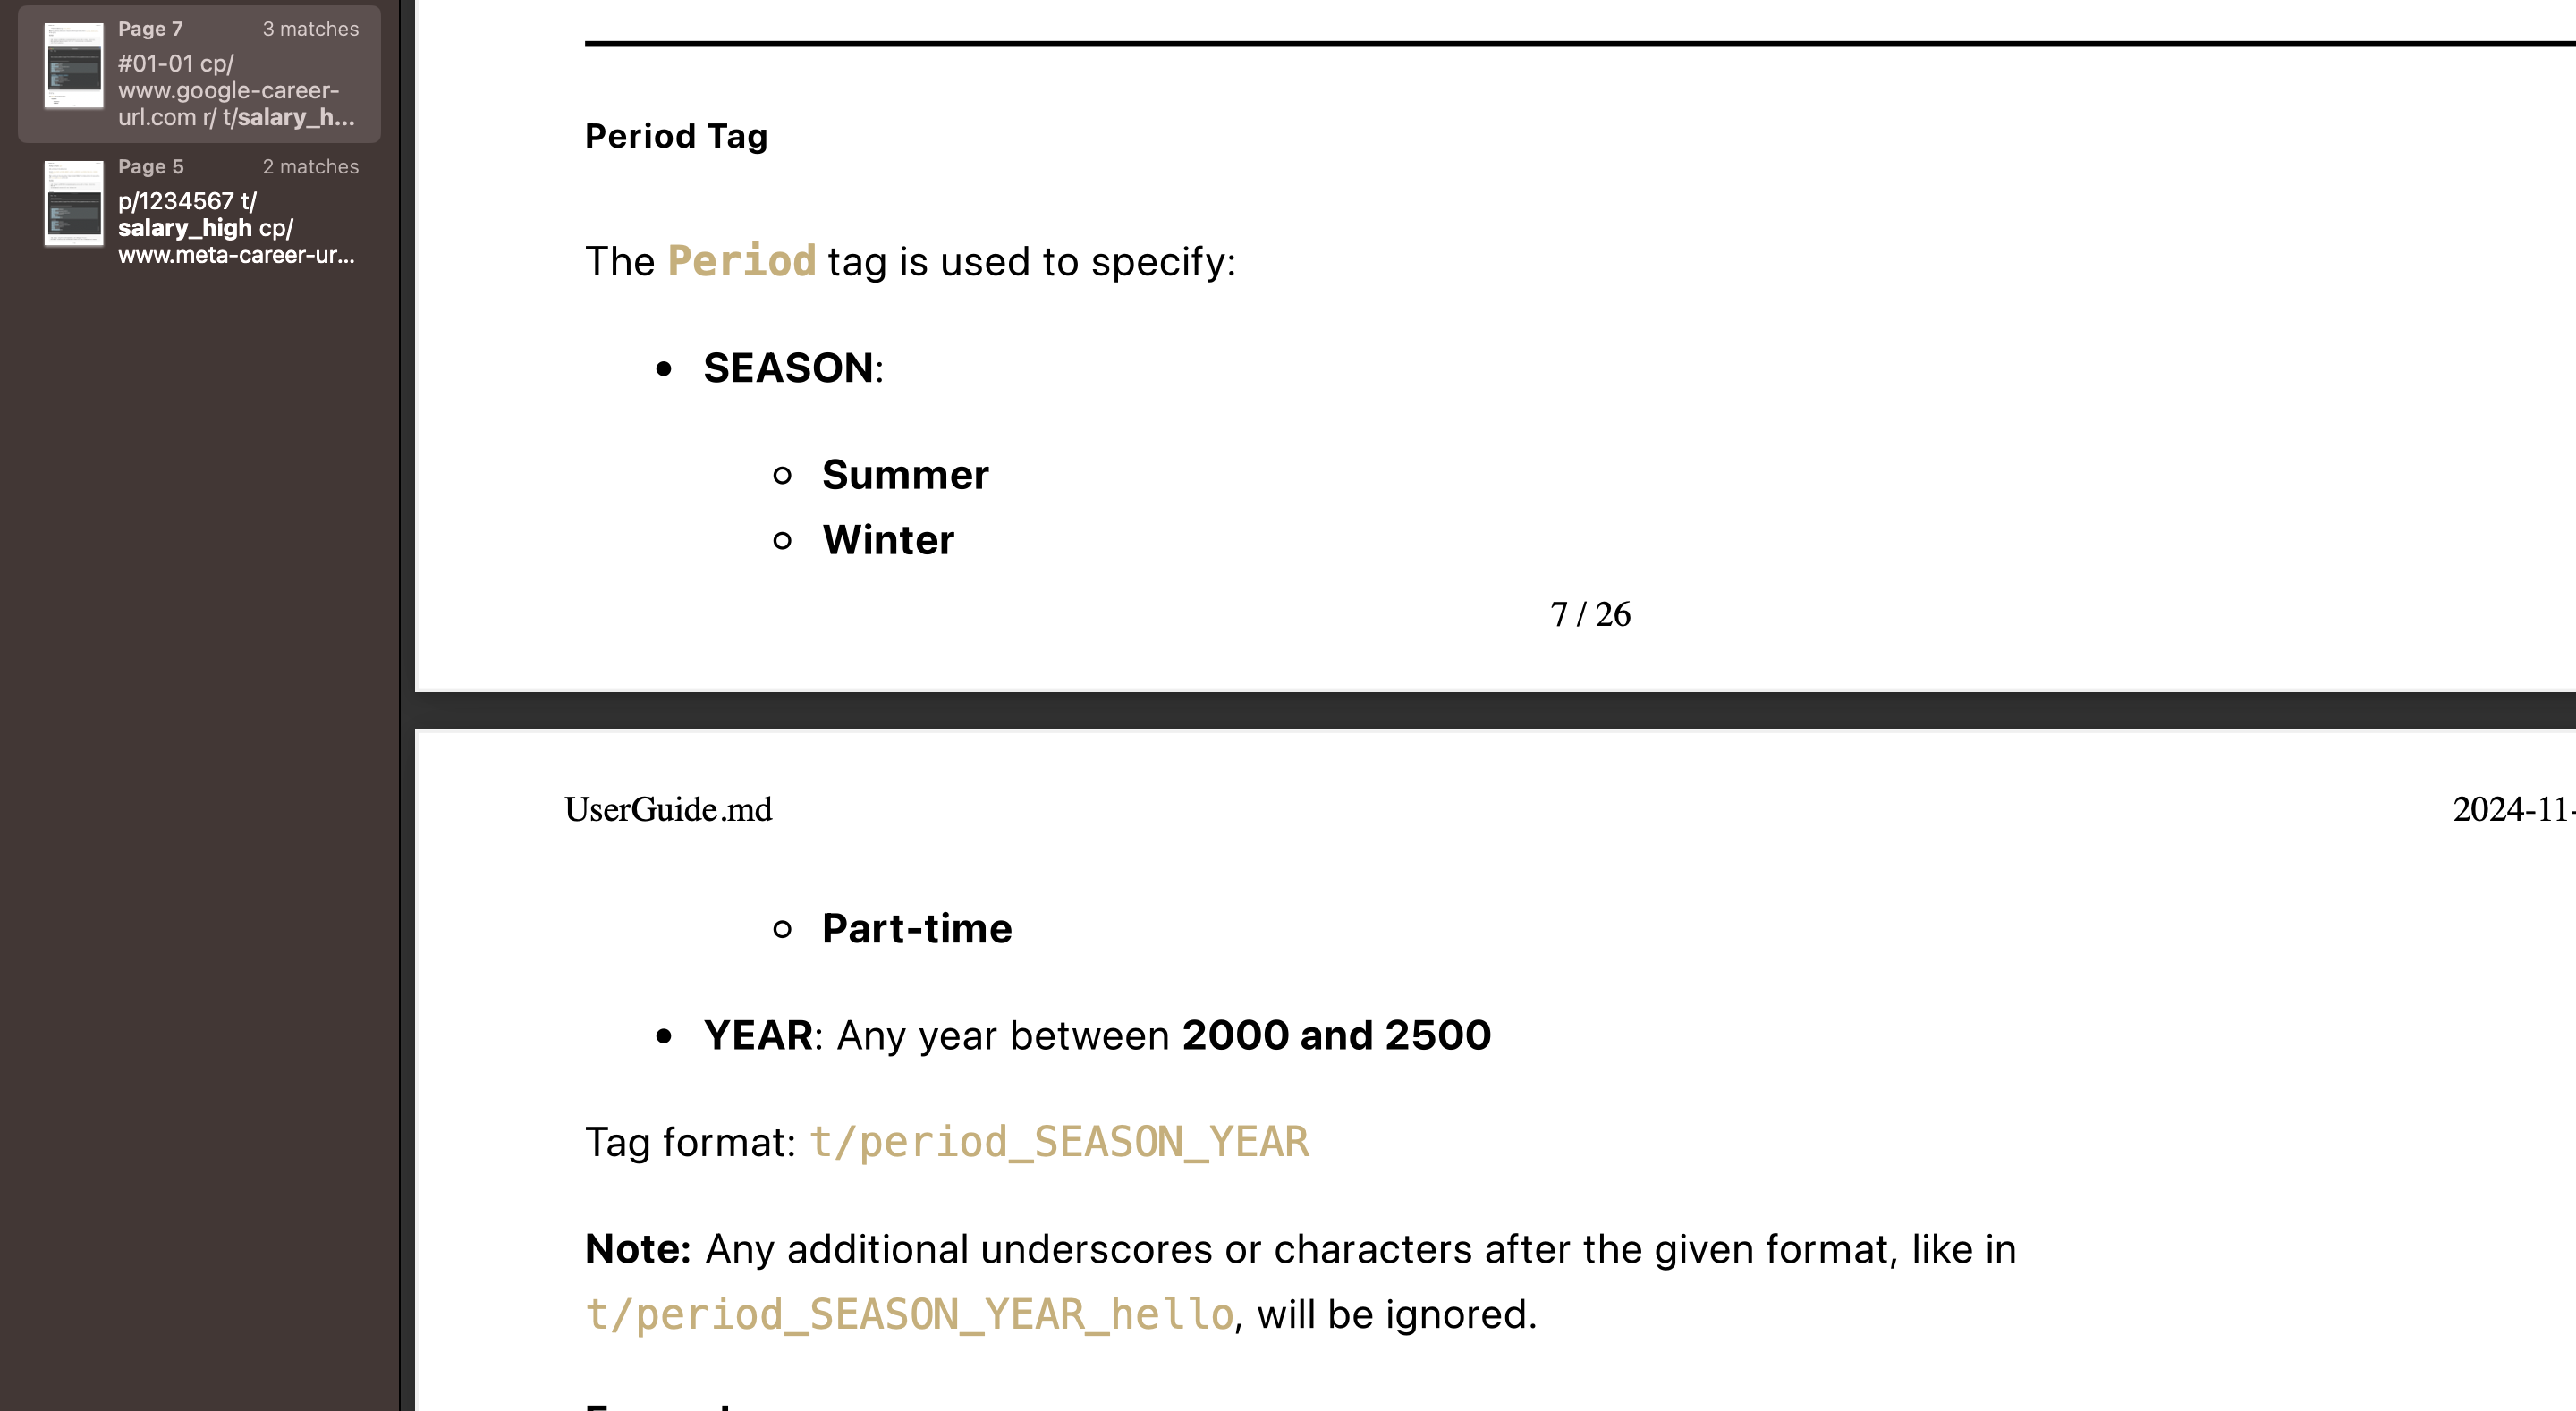 Page 7 3 matches
#01-01 cp/
www.google-career-
url.com r/ t/salary_h...
Page 5 2 matches
p/1234567 t/
salary_high cp/
www.meta-career-ur...
Period Tag
The Period tag is used to specify:
SEASON:
Summer
Winter
7 / 26
UserGuide.md 2024-11-
Part-time
YEAR: Any year between 2000 and 2500
Tag format: t/period_SEASON_YEAR
Note: Any additional underscores or characters after the given format, like in
t/period_SEASON_YEAR_hello, will be ignored.